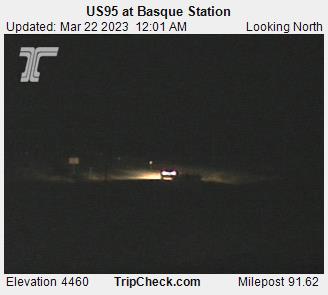 US95 at Basque Station
Updated: Mar 22 2023 12:01 AM Looking North
Elevation 4460 TripCheck.com Milepost 91.62